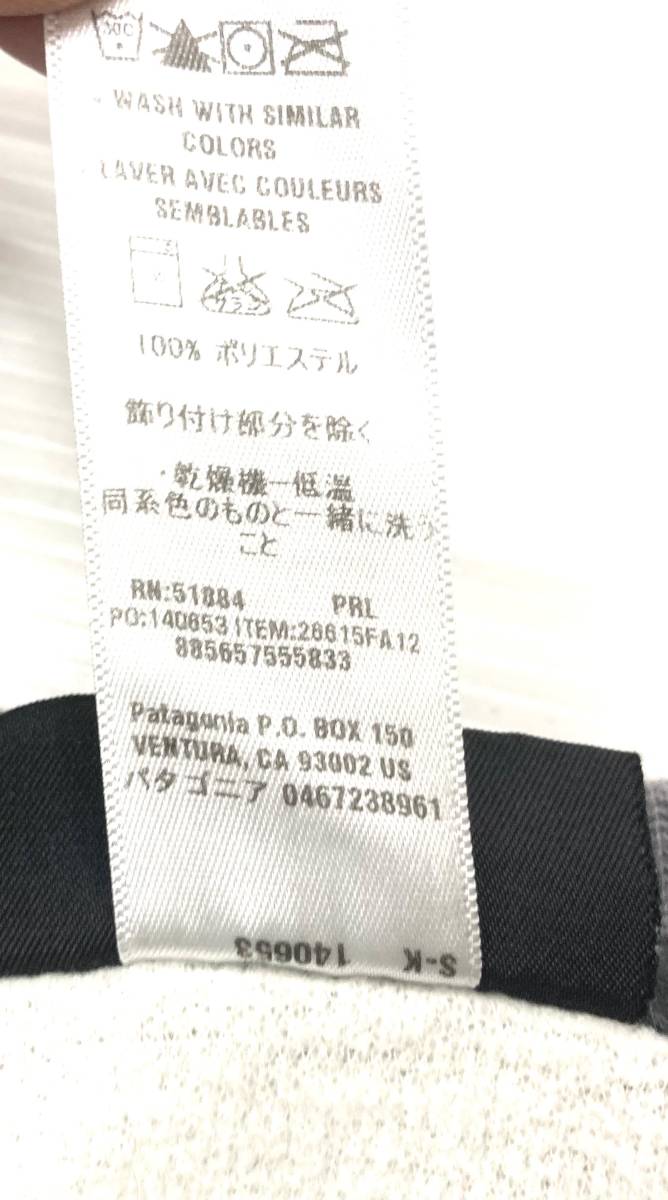 30C
- WASH WITH SIMILAR
COLORS
- LAVER AVEC COULEURS
SEMBLABLES
100% ポリエステル
飾り付け部分を除く
・乾燥機ー低温
同系色のものと一緒に洗う
こと
RN:51884 PRL
PO:140653 ITEM:26615FA12
885657555833
Patagonia P.O. BOX 150
VENTURA, CA 93002 US
パタゴニア 0467238961
S-K 140653